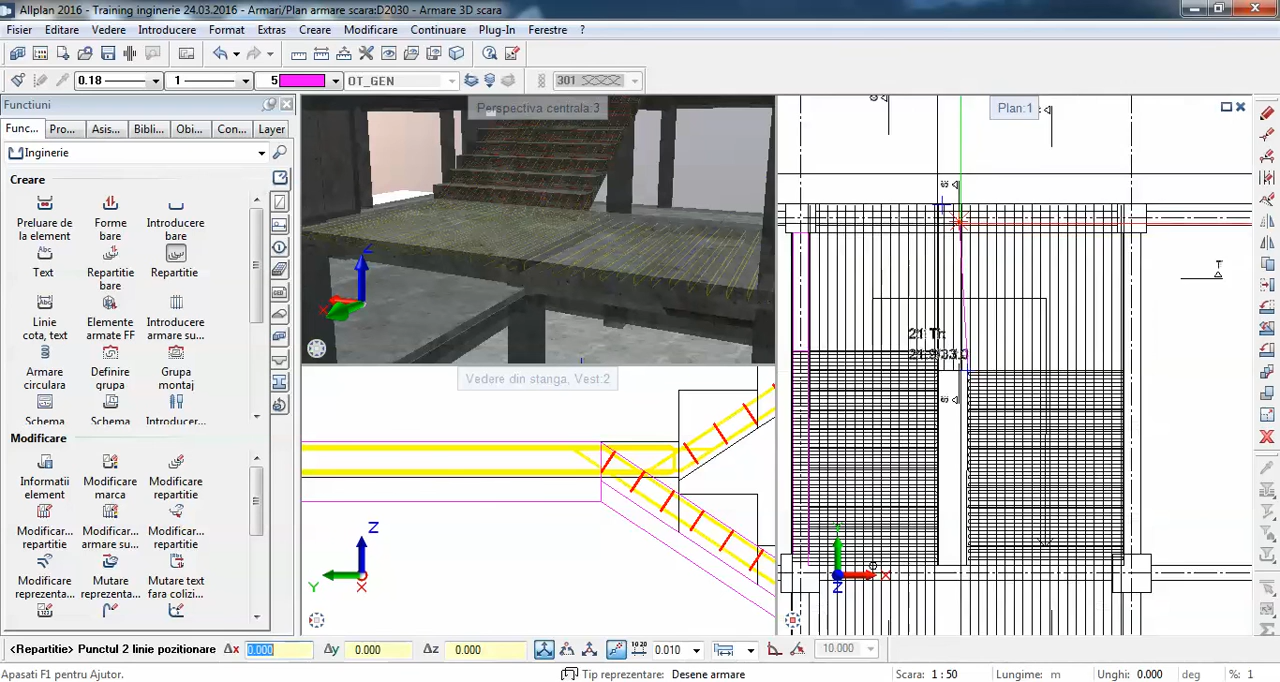 Allplan 2016 - Training inginerie 24.03.2016 - Armari/Plan armare scara:D2030 - Armare 3D scara
Fisier Editare Vedere Introducere Format Extras Creare Modificare Continuare Plug-In Ferestre ?
0.18 1 5 OT_GEN 301
Functiuni
Func... Pro... Asis... Bibli... Obi... Con... Layer
Inginerie
Creare
Preluare de la element
Forme bare
Introducere bare
Text
Repartitie bare
Repartitie
Linie cota, text
Elemente armate FF
Introducere armare su...
Armare circulara
Definire grupa
Grupa montaj
Schema
Schema
Introducer...
Modificare
Informatii element
Modificare marca
Modificare repartitie
Modificar... repartitie
Modificar... armare su...
Modificar... repartitie
Modificare reprezenta...
Mutare reprezenta...
Mutare text fara colizi...
Perspectiva centrala:3
Z
X
Vedere din stanga, Vest:2
Z
Y
X
Plan:1
T
Y
X
Z
<Repartitie> Punctul 2 linie pozitionare Δx 0.000 Δy 0.000 Δz 0.000 10 20 0.010 10.000
Apasati F1 pentru Ajutor.
Tip reprezentare: Desene armare
Scara: 1 : 50
Lungime: m
Unghi: 0.000 deg
%: 1